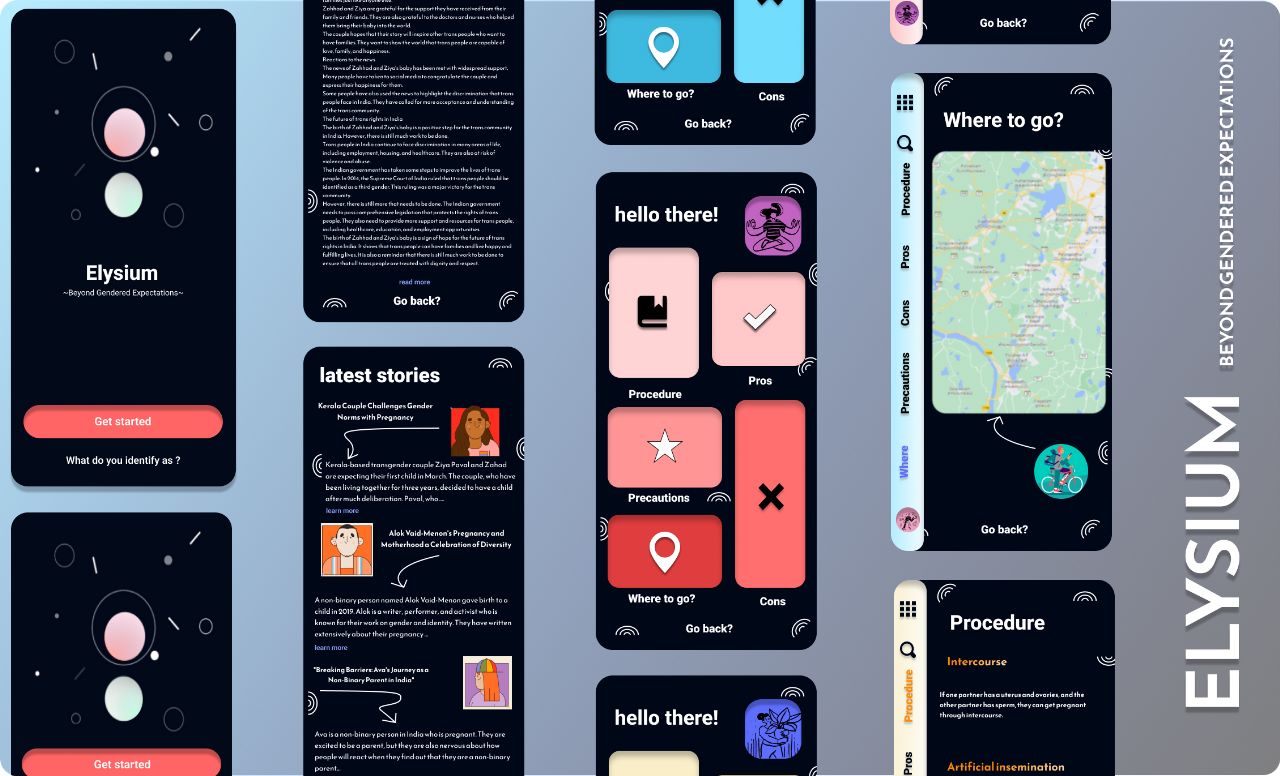 Elysium
~Beyond Gendered Expectations~
Get started
What do you identify as ?
Get started
Zahhad and Ziya are grateful for the support they have received from their
family and friends. They are also grateful to the doctors and nurses who helped
them bring their baby into the world.
The couple hopes that their story will inspire other trans people who want to
have families. They want to show the world that trans people are capable of
love, family, and happiness.
Reactions to the news
The news of Zahhad and Ziya's baby has been met with widespread support.
Many people have taken to social media to congratulate the couple and
express their happiness for them.
Some people have also used the news to highlight the discrimination that trans
people face in India. They have called for more acceptance and understanding
of the trans community.
The future of trans rights in India
The birth of Zahhad and Ziya's baby is a positive step for the trans community
in India. However, there is still much work to be done.
Trans people in India continue to face discrimination in many areas of life,
including employment, housing, and healthcare. They are also at risk of
violence and abuse.
The Indian government has taken some steps to improve the lives of trans
people. In 2014, the Supreme Court of India ruled that trans people should be
identified as a third gender. This ruling was a major victory for the trans
community.
However, there is still more that needs to be done. The Indian government
needs to pass comprehensive legislation that protects the rights of trans
people. They also need to provide more support and resources for trans people,
including healthcare, education, and employment opportunities.
The birth of Zahhad and Ziya's baby is a sign of hope for the future of trans
rights in India. It shows that trans people can have families and live happy and
fulfilling lives. It is also a reminder that there is still much work to be done to
ensure that all trans people are treated with dignity and respect.
read more
Go back?
latest stories
Kerala Couple Challenges Gender
Norms with Pregnancy
Kerala-based transgender couple Ziya Paval and Zahad
are expecting their first child in March. The couple, who have
been living together for three years, decided to have a child
after much deliberation. Paval, who....
learn more
Alok Vaid-Menon's Pregnancy and
Motherhood a Celebration of Diversity
A non-binary person named Alok Vaid-Menon gave birth to a
child in 2019. Alok is a writer, performer, and activist who is
known for their work on gender and identity. They have written
extensively about their pregnancy ...
learn more
"Breaking Barriers: Ava's Journey as a
Non-Binary Parent in India"
Ava is a non-binary person in India who is pregnant. They are
excited to be a parent, but they are also nervous about how
people will react when they find out that they are a non-binary
parent..
Where to go?
Cons
Go back?
hello there!
Procedure
Pros
Precautions
Where to go?
Cons
Go back?
hello there!
Go back?
Where to go?
Procedure
Pros
Cons
Precautions
Where
Go back?
Procedure
Procedure
Pros
Intercourse
If one partner has a uterus and ovaries, and the
other partner has sperm, they can get pregnant
through intercourse.
Artificial insemination
ELYSIUM
BEYOND GENDERED EXPECTATIONS